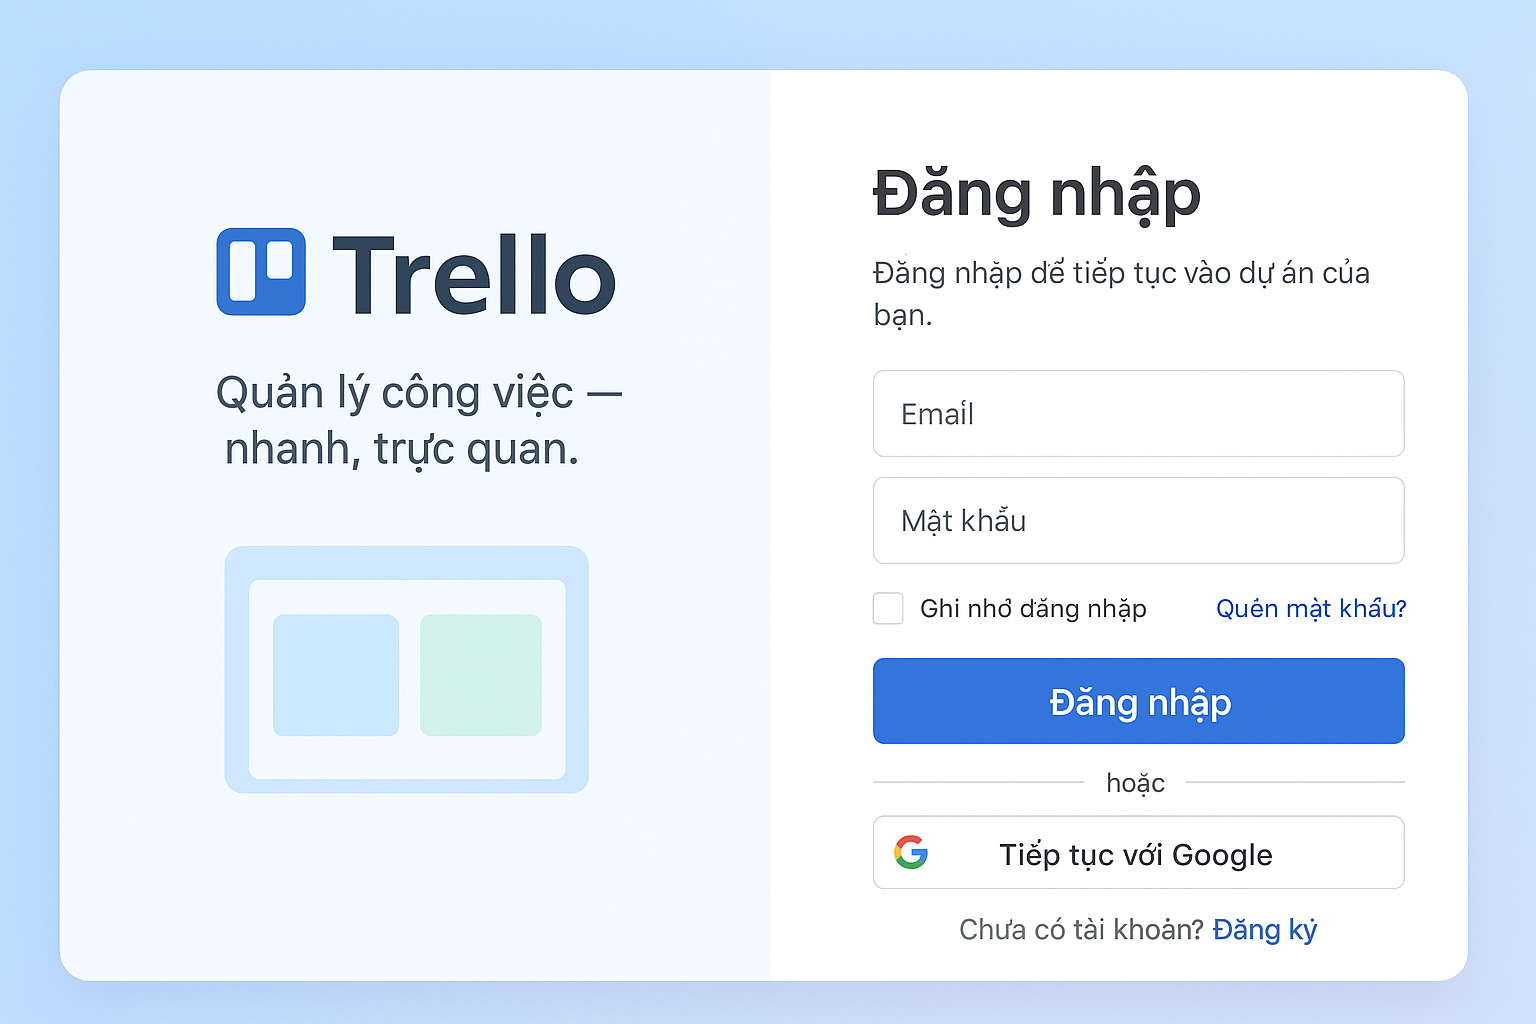 Trello
Quản lý công việc —
nhanh, trực quan.
Đăng nhập
Đăng nhập để tiếp tục vào dự án của
bạn.
Email
Mật khẩu
Ghi nhớ đăng nhập
Quén mật khẩu?
Đăng nhập
hoặc
Tiếp tục với Google
Chưa có tài khoản? Đăng ký